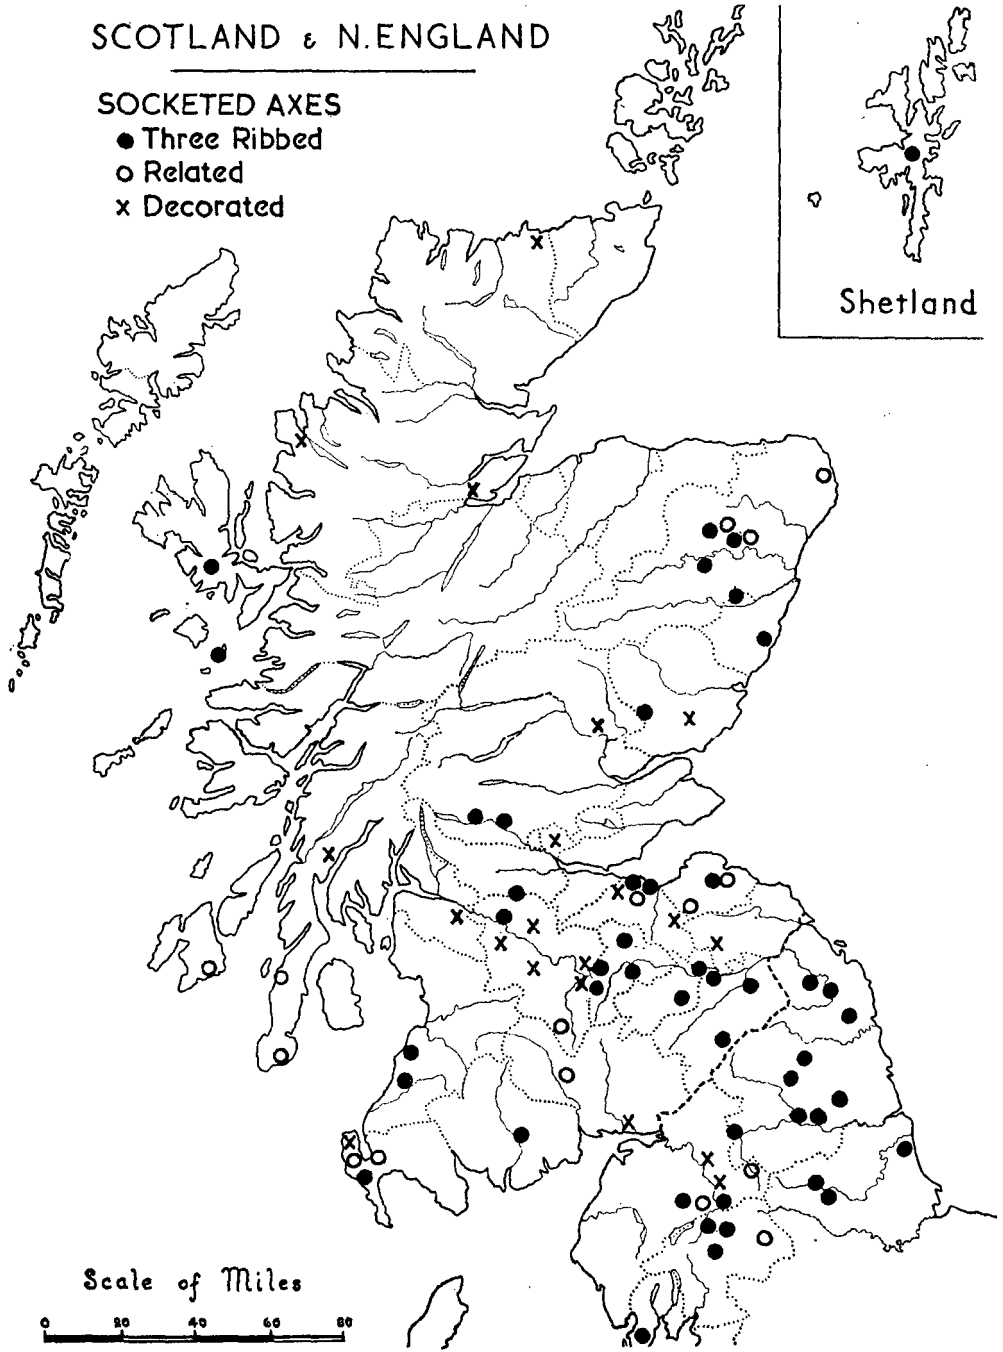 SCOTLAND & N. ENGLAND
SOCKETED AXES
Three Ribbed
Related
Decorated
Shetland
Scale of Miles
0 20 40 60 80